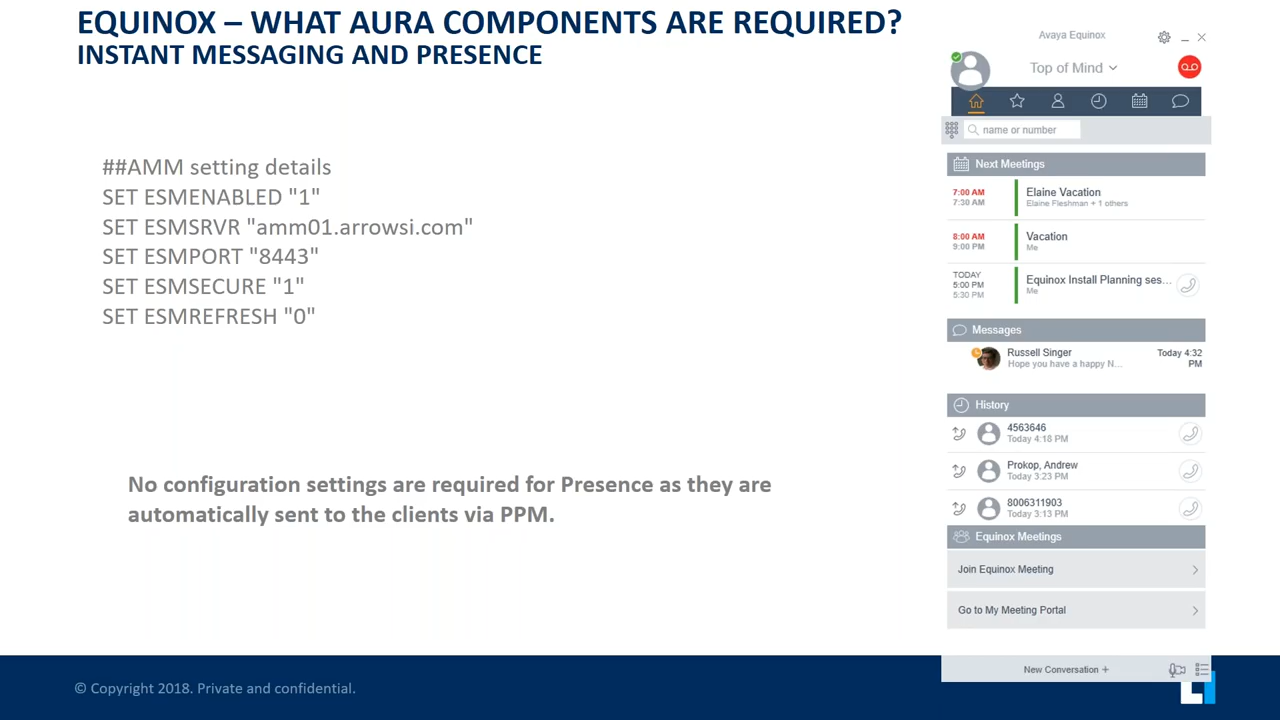 EQUINOX – WHAT AURA COMPONENTS ARE REQUIRED?
INSTANT MESSAGING AND PRESENCE
##AMM setting details
SET ESMENABLED "1"
SET ESMSRVR "amm01.arrowsi.com"
SET ESMPORT "8443"
SET ESMSECURE "1"
SET ESMREFRESH "0"
No configuration settings are required for Presence as they are
automatically sent to the clients via PPM.
© Copyright 2018. Private and confidential.
Avaya Equinox
Top of Mind
name or number
Next Meetings
7:00 AM Elaine Vacation
7:30 AM Elaine Fleshman + 1 others
8:00 AM Vacation
9:00 PM Me
TODAY
5:00 PM Equinox Install Planning ses...
5:30 PM Me
Messages
Russell Singer Today 4:32
Hope you have a happy N... PM
History
4563646
Today 4:18 PM
Prokop, Andrew
Today 3:23 PM
8006311903
Today 3:13 PM
Equinox Meetings
Join Equinox Meeting
Go to My Meeting Portal
New Conversation +